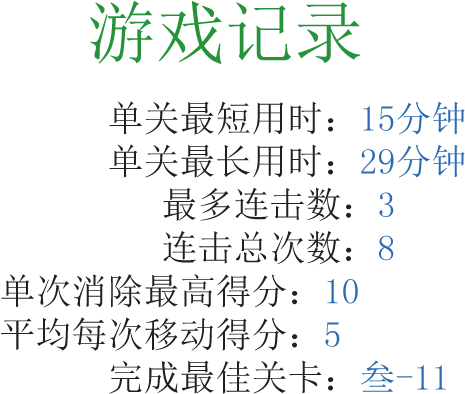 游戏记录
单关最短用时：15分钟
单关最长用时：29分钟
最多连击数：3
连击总次数：8
单次消除最高得分：10
平均每次移动得分：5
完成最佳关卡：叁-11